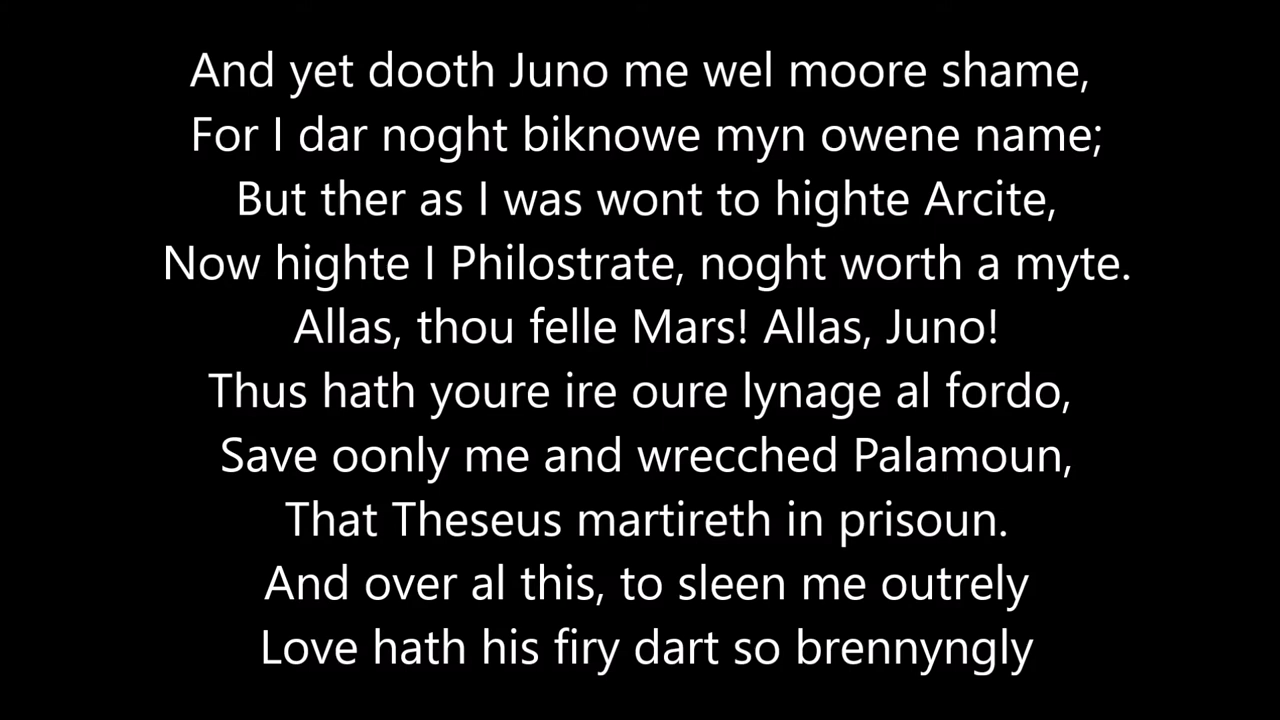 And yet dooth Juno me wel moore shame,
For I dar noght biknowe myn owene name;
But ther as I was wont to highte Arcite,
Now highte I Philostrate, noght worth a myte.
Allas, thou felle Mars! Allas, Juno!
Thus hath youre ire oure lynage al fordo,
Save oonly me and wrecched Palamoun,
That Theseus martireth in prisoun.
And over al this, to sleen me outrely
Love hath his firy dart so brennyngly